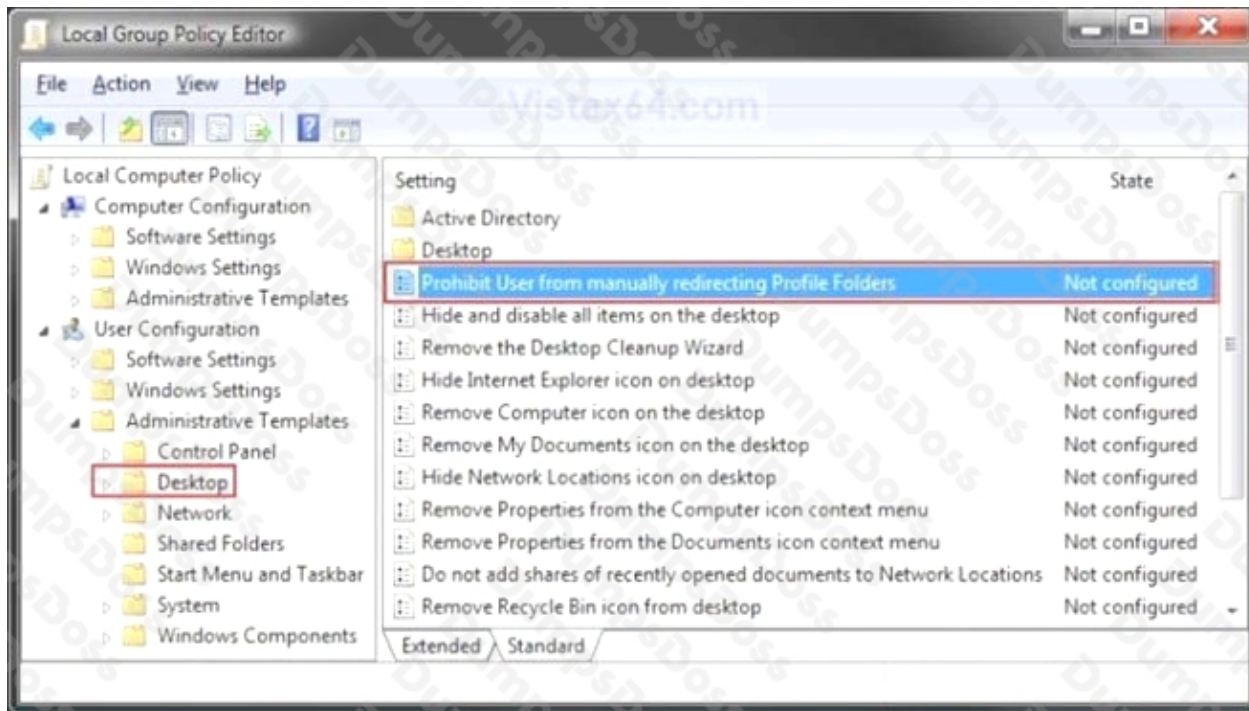 Local Group Policy Editor
File Action View Help
Vistax64.com
Local Computer Policy
Computer Configuration
Software Settings
Windows Settings
Administrative Templates
User Configuration
Software Settings
Windows Settings
Administrative Templates
Control Panel
Desktop
Network
Shared Folders
Start Menu and Taskbar
System
Windows Components
Setting State
Active Directory
Desktop
Prohibit User from manually redirecting Profile Folders Not configured
Hide and disable all items on the desktop Not configured
Remove the Desktop Cleanup Wizard Not configured
Hide Internet Explorer icon on desktop Not configured
Remove Computer icon on the desktop Not configured
Remove My Documents icon on the desktop Not configured
Hide Network Locations icon on desktop Not configured
Remove Properties from the Computer icon context menu Not configured
Remove Properties from the Documents icon context menu Not configured
Do not add shares of recently opened documents to Network Locations Not configured
Remove Recycle Bin icon from desktop Not configured
Extended Standard
DumpsDoss